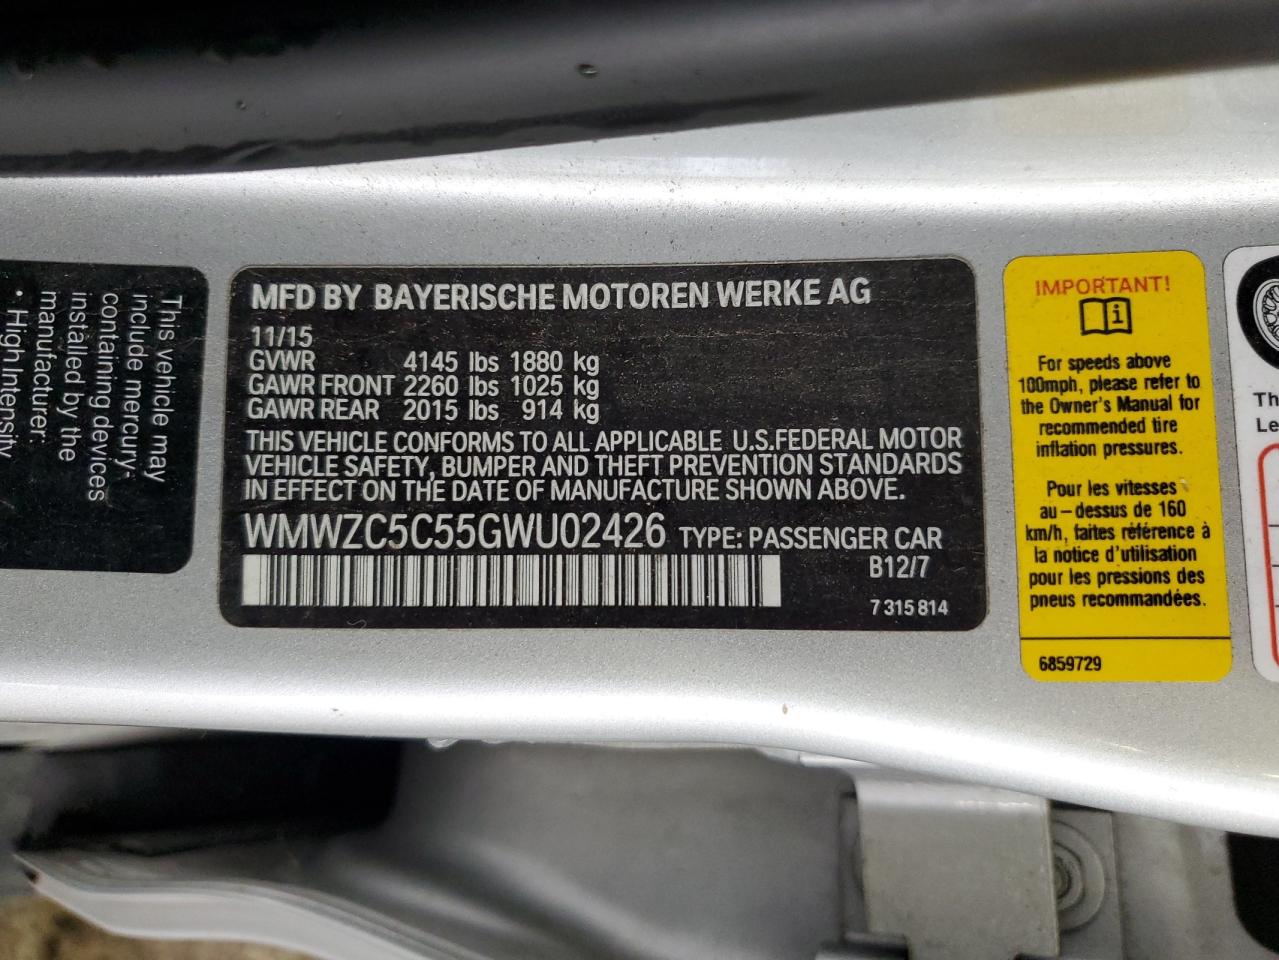 This vehicle may
include mercury-
containing devices
installed by the
manufacturer:
• High Intensity
MFD BY BAYERISCHE MOTOREN WERKE AG
11/15
GVWR 4145 lbs 1880 kg
GAWR FRONT 2260 lbs 1025 kg
GAWR REAR 2015 lbs 914 kg
THIS VEHICLE CONFORMS TO ALL APPLICABLE U.S.FEDERAL MOTOR
VEHICLE SAFETY, BUMPER AND THEFT PREVENTION STANDARDS
IN EFFECT ON THE DATE OF MANUFACTURE SHOWN ABOVE.
WMWZC5C55GWU02426 TYPE: PASSENGER CAR
B12/7
7 315 814
IMPORTANT!
i
For speeds above
100mph, please refer to
the Owner's Manual for
recommended tire
inflation pressures.
Pour les vitesses
au-dessus de 160
km/h, faites référence à
la notice d'utilisation
pour les pressions des
pneus recommandées.
6859729
Th
Le